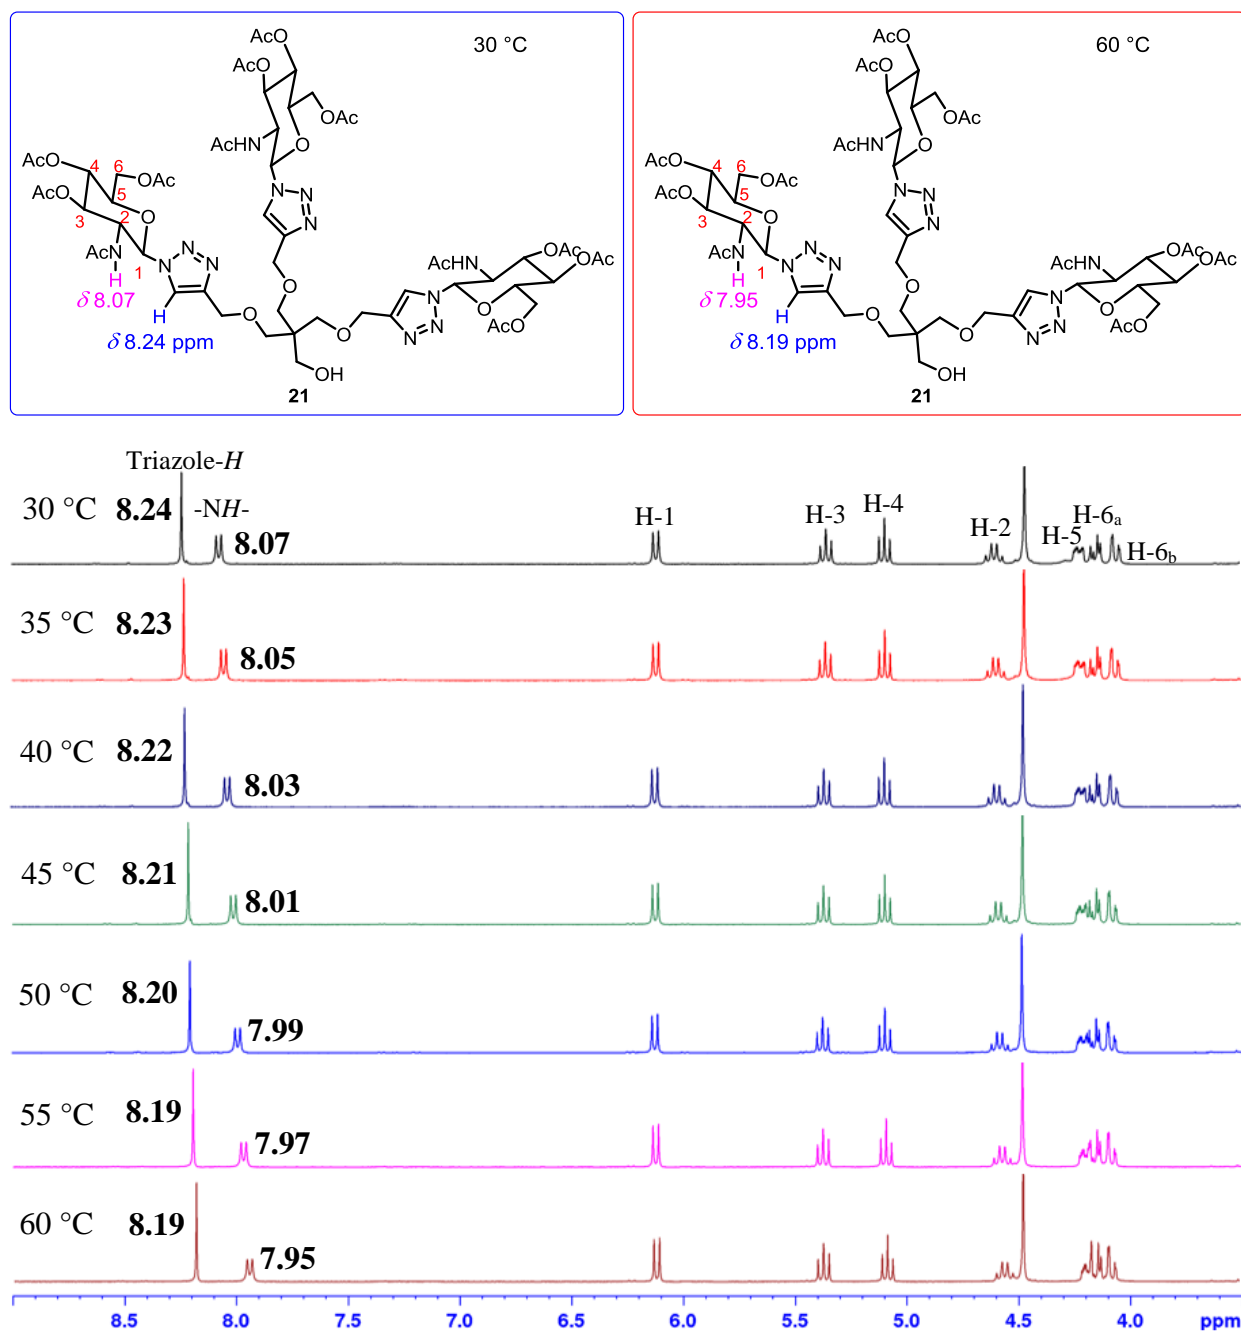 30 °C
AcO
AcO
OAc
AcHN
O
N
N
N
AcO
4
6
OAc
AcO
5
O
3
2
AcN
H
1
δ 8.07
N
N
N
H
δ 8.24 ppm
O
O
O
OH
21
AcHN
OAc
OAc
O
AcO
N
N
N
60 °C
AcO
AcO
OAc
AcHN
O
N
N
N
AcO
4
6
OAc
AcO
5
O
3
2
AcN
H
1
δ 7.95
N
N
N
H
δ 8.19 ppm
O
O
O
OH
21
AcHN
OAc
OAc
O
AcO
N
N
N
Triazole-H
30 °C 8.24 -NH- 8.07 H-1 H-3 H-4 H-2 H-5 H-6a H-6b
35 °C 8.23 8.05
40 °C 8.22 8.03
45 °C 8.21 8.01
50 °C 8.20 7.99
55 °C 8.19 7.97
60 °C 8.19 7.95
8.5 8.0 7.5 7.0 6.5 6.0 5.5 5.0 4.5 4.0 ppm